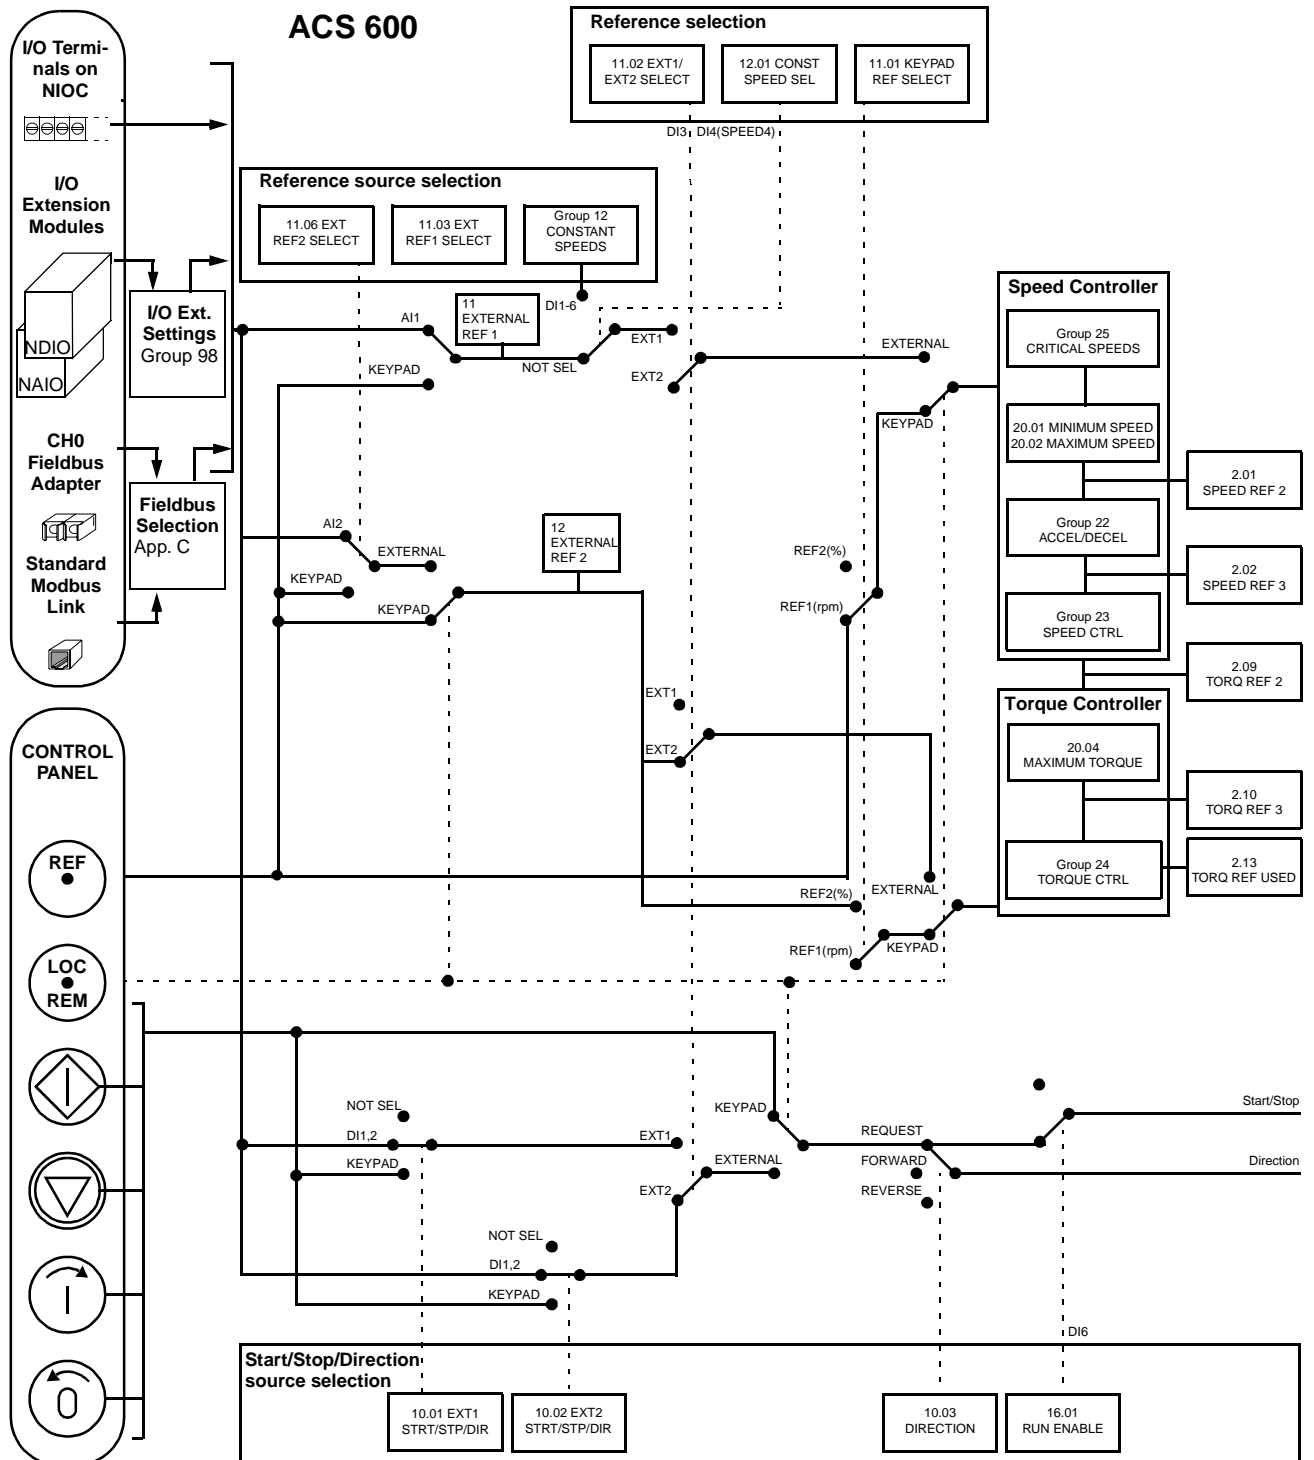 ACS 600
I/O Termi-
nals on
NIOC
I/O
Extension
Modules
NDIO
NAIO
CH0
Fieldbus
Adapter
Standard
Modbus
Link
I/O Ext.
Settings
Group 98
Fieldbus
Selection
App. C
Reference selection
11.02 EXT1/
EXT2 SELECT
12.01 CONST
SPEED SEL
11.01 KEYPAD
REF SELECT
DI3
DI4(SPEED4)
Reference source selection
11.06 EXT
REF2 SELECT
11.03 EXT
REF1 SELECT
Group 12
CONSTANT
SPEEDS
DI1-6
11
EXTERNAL
REF 1
AI1
KEYPAD
NOT SEL
EXT1
EXT2
EXTERNAL
KEYPAD
Speed Controller
Group 25
CRITICAL SPEEDS
20.01 MINIMUM SPEED
20.02 MAXIMUM SPEED
2.01
SPEED REF 2
Group 22
ACCEL/DECEL
2.02
SPEED REF 3
Group 23
SPEED CTRL
2.09
TORQ REF 2
AI2
EXTERNAL
KEYPAD
KEYPAD
12
EXTERNAL
REF 2
REF2(%)
REF1(rpm)
EXT1
EXT2
Torque Controller
20.04
MAXIMUM TORQUE
2.10
TORQ REF 3
Group 24
TORQUE CTRL
2.13
TORQ REF USED
EXTERNAL
REF2(%)
REF1(rpm)
KEYPAD
CONTROL
PANEL
REF
LOC
REM
NOT SEL
DI1,2
KEYPAD
EXT1
EXT2
KEYPAD
EXTERNAL
REQUEST
FORWARD
REVERSE
Start/Stop
Direction
NOT SEL
DI1,2
KEYPAD
DI6
Start/Stop/Direction
source selection
10.01 EXT1
STRT/STP/DIR
10.02 EXT2
STRT/STP/DIR
10.03
DIRECTION
16.01
RUN ENABLE